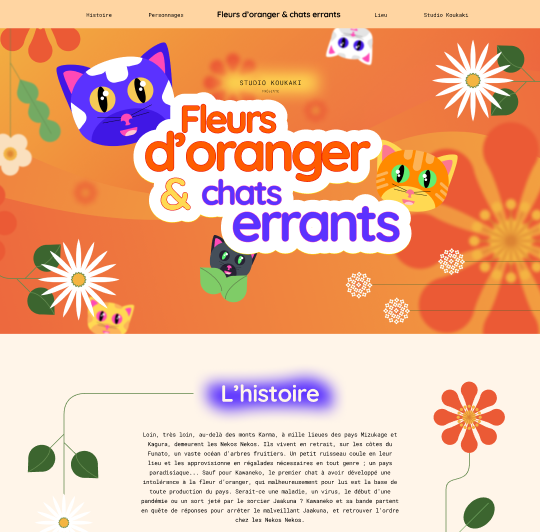 Histoire
Personnages
Fleurs d'oranger & chats errants
Lieu
Studio Koukaki
STUDIO KOUKAKI
Fleurs
d'oranger
& chats
errants
L'histoire
Loin, très loin, au-delà des monts Karma, à mille lieues des pays Mizukage et
Kagura, demeurent les Nekos Nekos. Ils vivent en retrait, sur les côtes du
Funato, un vaste océan d'arbres fruitiers. Un petit ruisseau coule en leur
lieu et les approvisionne en régalades nécessaires en tout genre ; un pays
paradisiaque... Sauf pour Kawaneko, le premier chat à avoir développé une
intolérance à la fleur d'oranger, qui malheureusement pour lui est la base de
toute production du pays. Serait-ce une maladie, un virus, le début d'une
pandémie ou un sort jeté par le sorcier Jaakuna ? Kawaneko et sa bande partent
en quête de réponses pour arrêter le malveillant Jaakuna, et retrouver l'ordre
chez les Nekos Nekos.